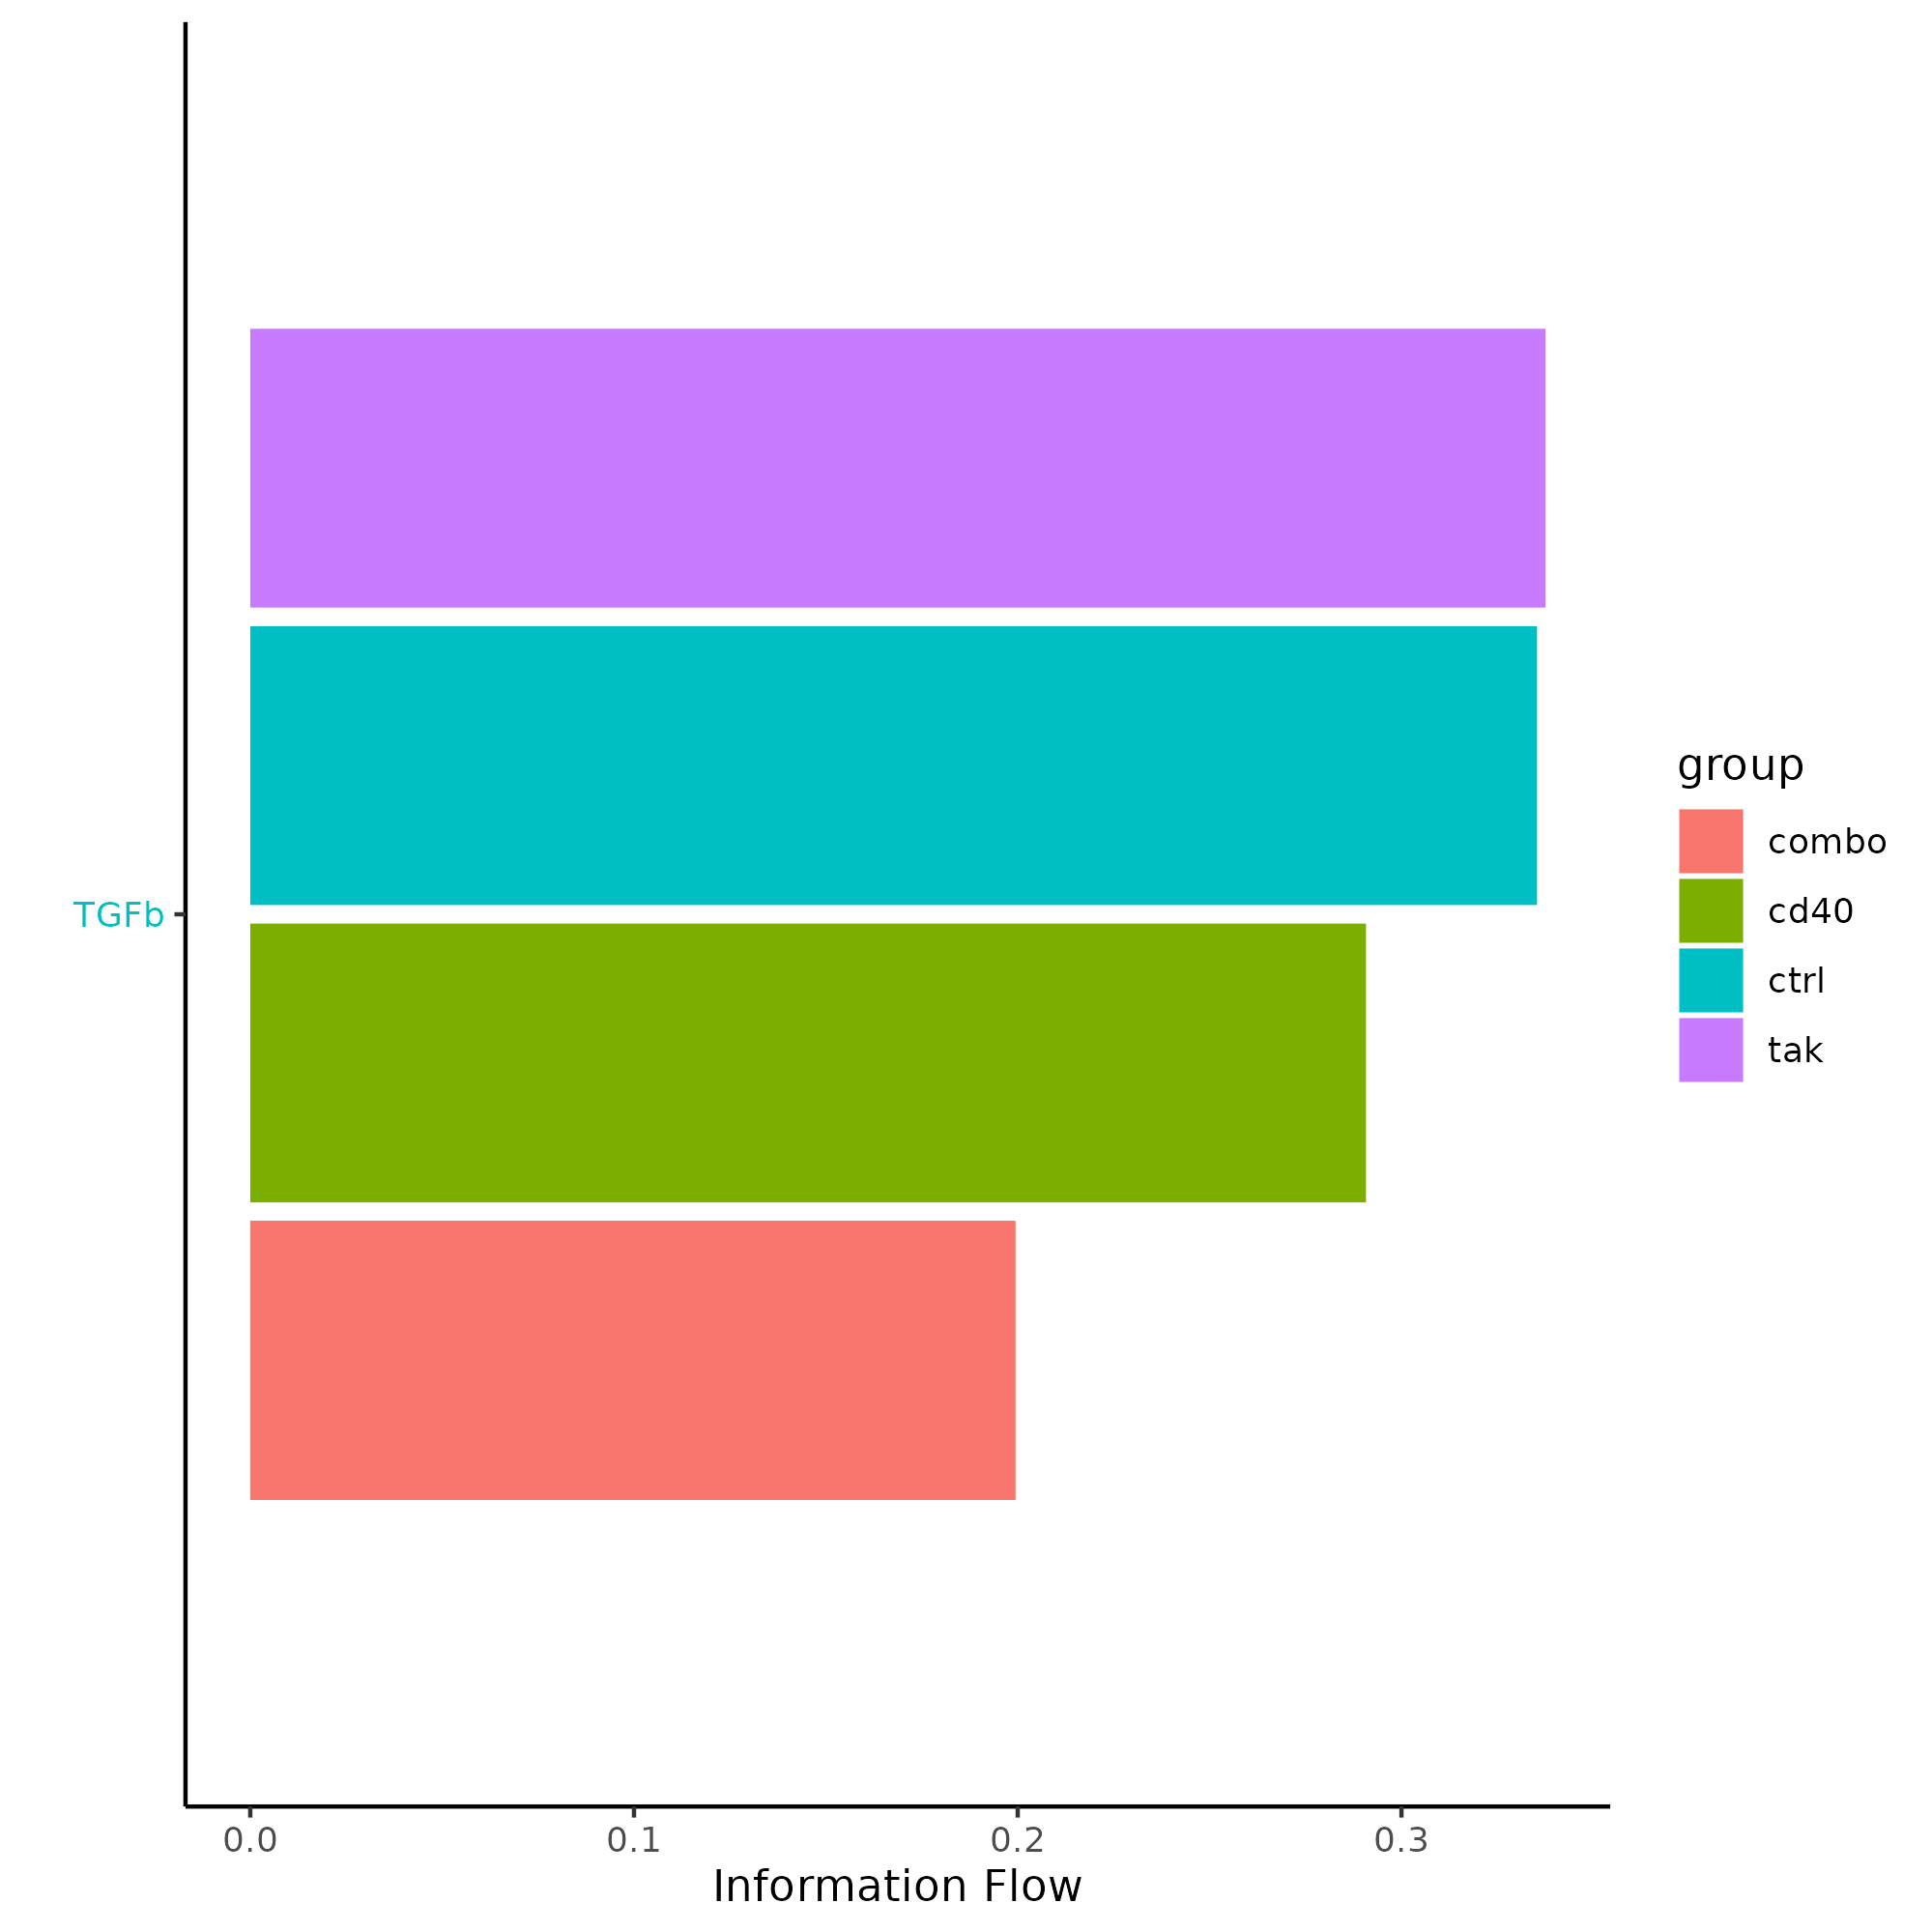 TGFb
0.0 0.1 0.2 0.3
Information Flow
group
combo
cd40
ctrl
tak